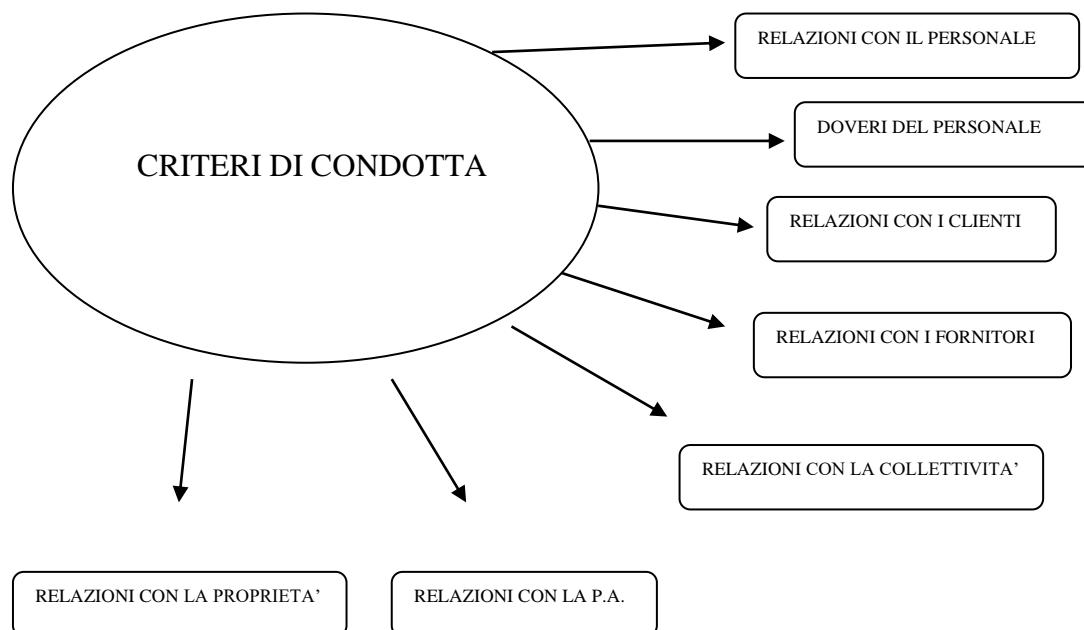 RELAZIONI CON IL PERSONALE
DOVERI DEL PERSONALE
CRITERI DI CONDOTTA
RELAZIONI CON I CLIENTI
RELAZIONI CON I FORNITORI
RELAZIONI CON LA COLLETTIVITA’
RELAZIONI CON LA PROPRIETA’
RELAZIONI CON LA P.A.